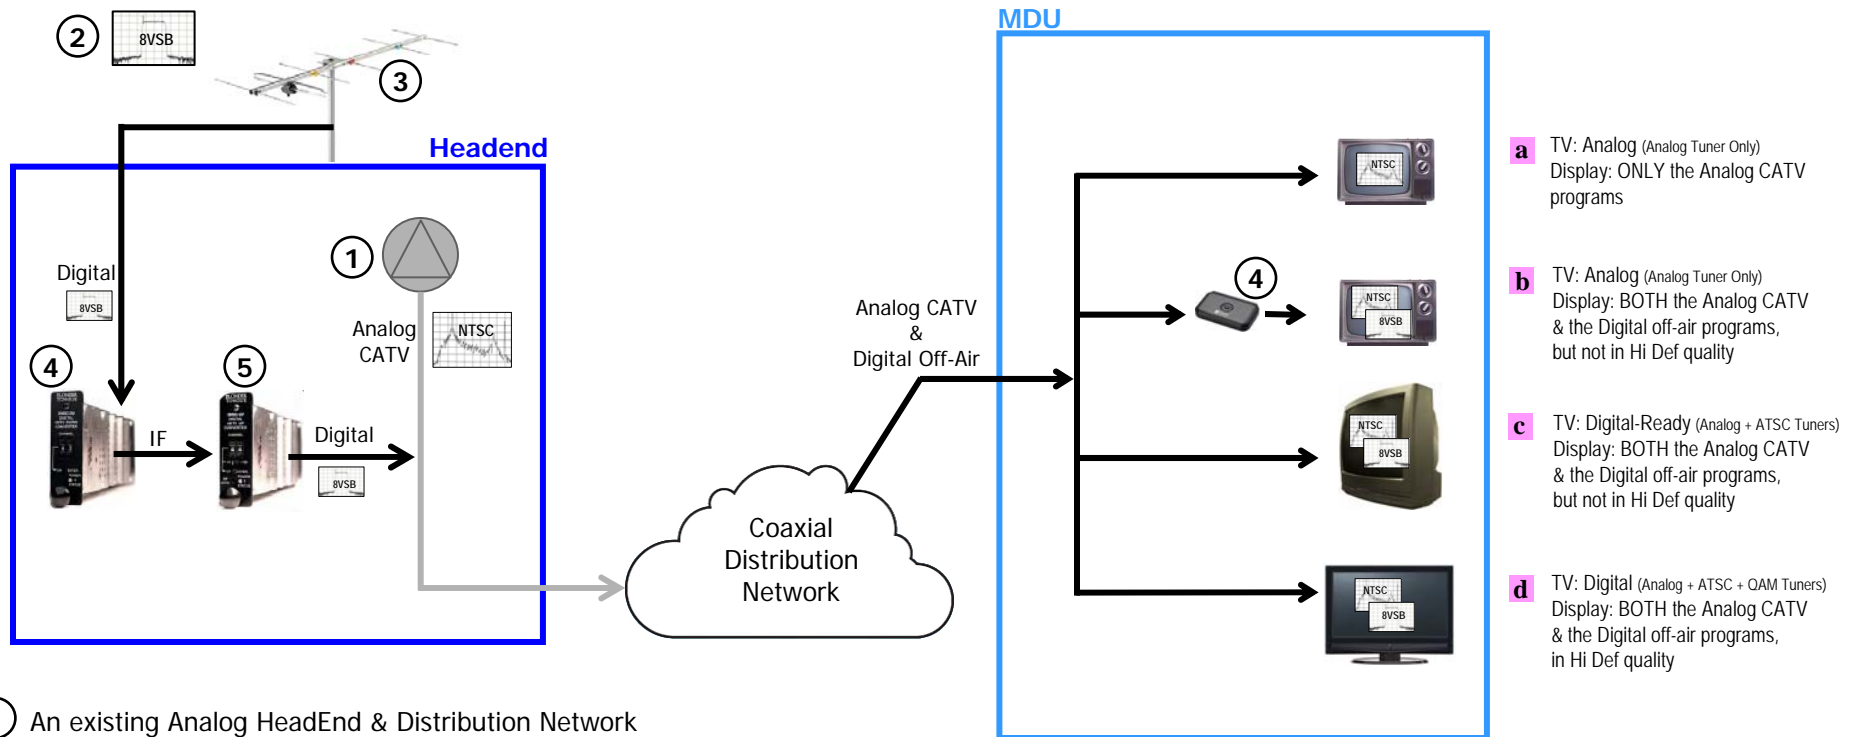 MDU
2
8VSB
3
Headend
1
Digital
8VSB
Analog
CATV
NTSC
4
5
IF
Digital
8VSB
Coaxial
Distribution
Network
Analog CATV
&
Digital Off-Air
NTSC
4
NTSC
8VSB
NTSC
8VSB
NTSC
8VSB
a TV: Analog (Analog Tuner Only)
Display: ONLY the Analog CATV
programs
b TV: Analog (Analog Tuner Only)
Display: BOTH the Analog CATV
& the Digital off-air programs,
but not in Hi Def quality
c TV: Digital-Ready (Analog + ATSC Tuners)
Display: BOTH the Analog CATV
& the Digital off-air programs,
but not in Hi Def quality
d TV: Digital (Analog + ATSC + QAM Tuners)
Display: BOTH the Analog CATV
& the Digital off-air programs,
in Hi Def quality
An existing Analog HeadEnd & Distribution Network